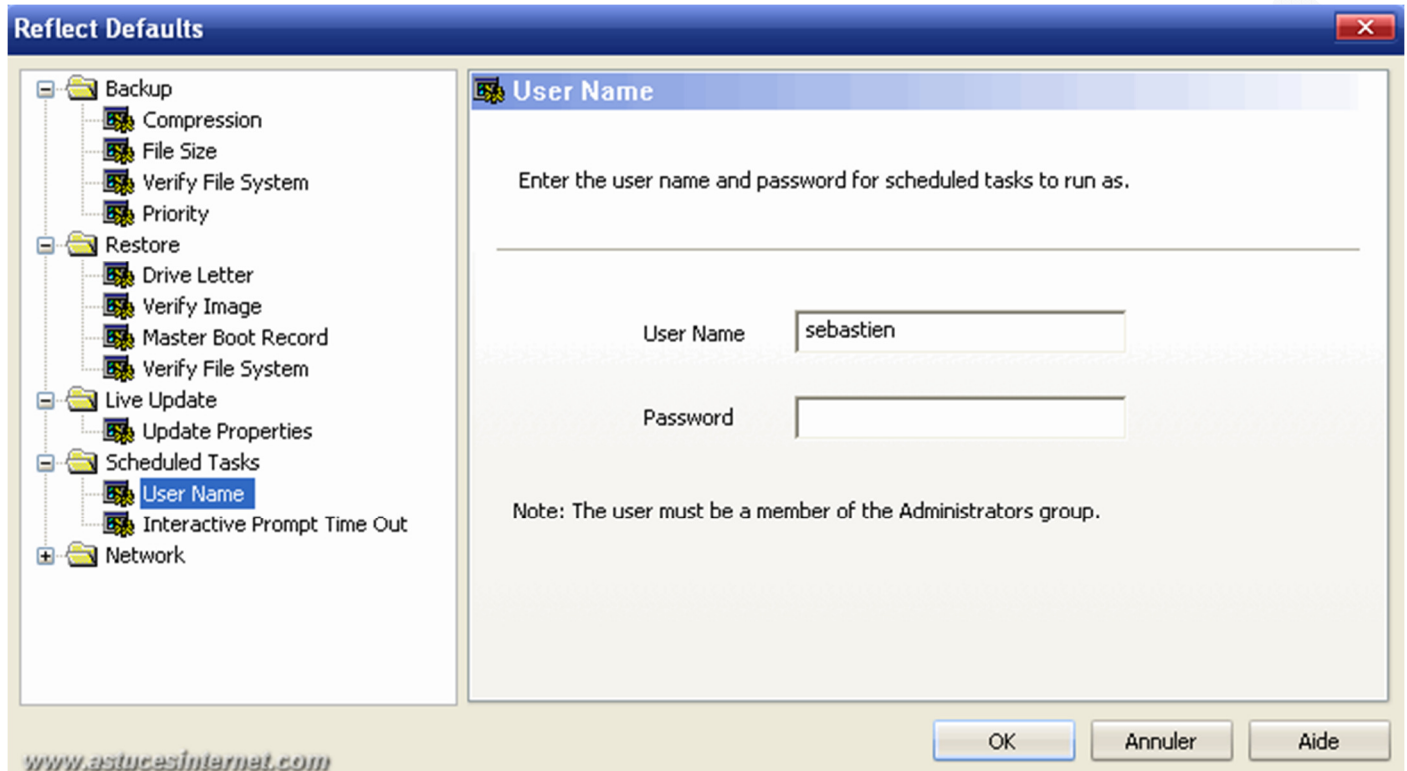 Reflect Defaults
Backup
Compression
File Size
Verify File System
Priority
Restore
Drive Letter
Verify Image
Master Boot Record
Verify File System
Live Update
Update Properties
Scheduled Tasks
User Name
Interactive Prompt Time Out
Network
User Name
Enter the user name and password for scheduled tasks to run as.
User Name sebastien
Password
Note: The user must be a member of the Administrators group.
OK Annuler Aide
www.astucesinternet.com